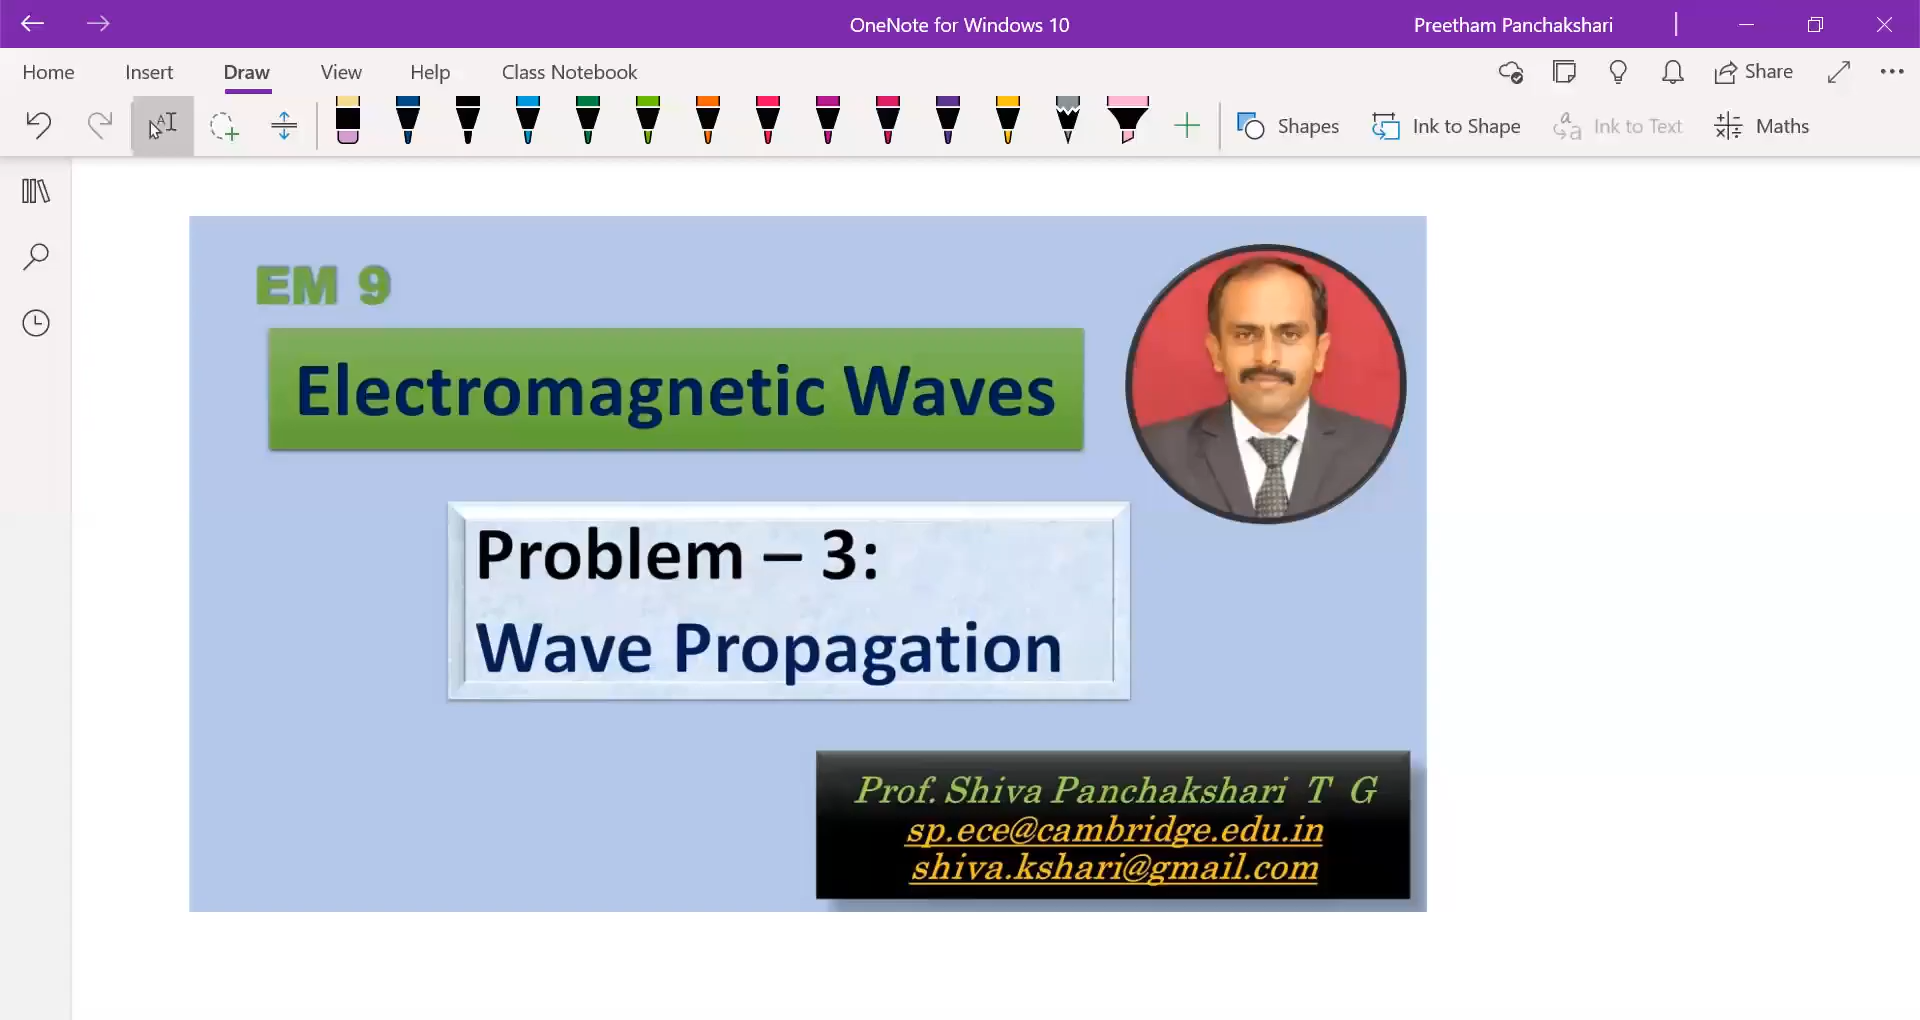 OneNote for Windows 10
Preetham Panchakshari
Home Insert Draw View Help Class Notebook
Share
Shapes Ink to Shape Ink to Text Maths
EM 9
Electromagnetic Waves
Problem – 3:
Wave Propagation
Prof. Shiva Panchakshari T G
sp.ece@cambridge.edu.in
shiva.kshari@gmail.com